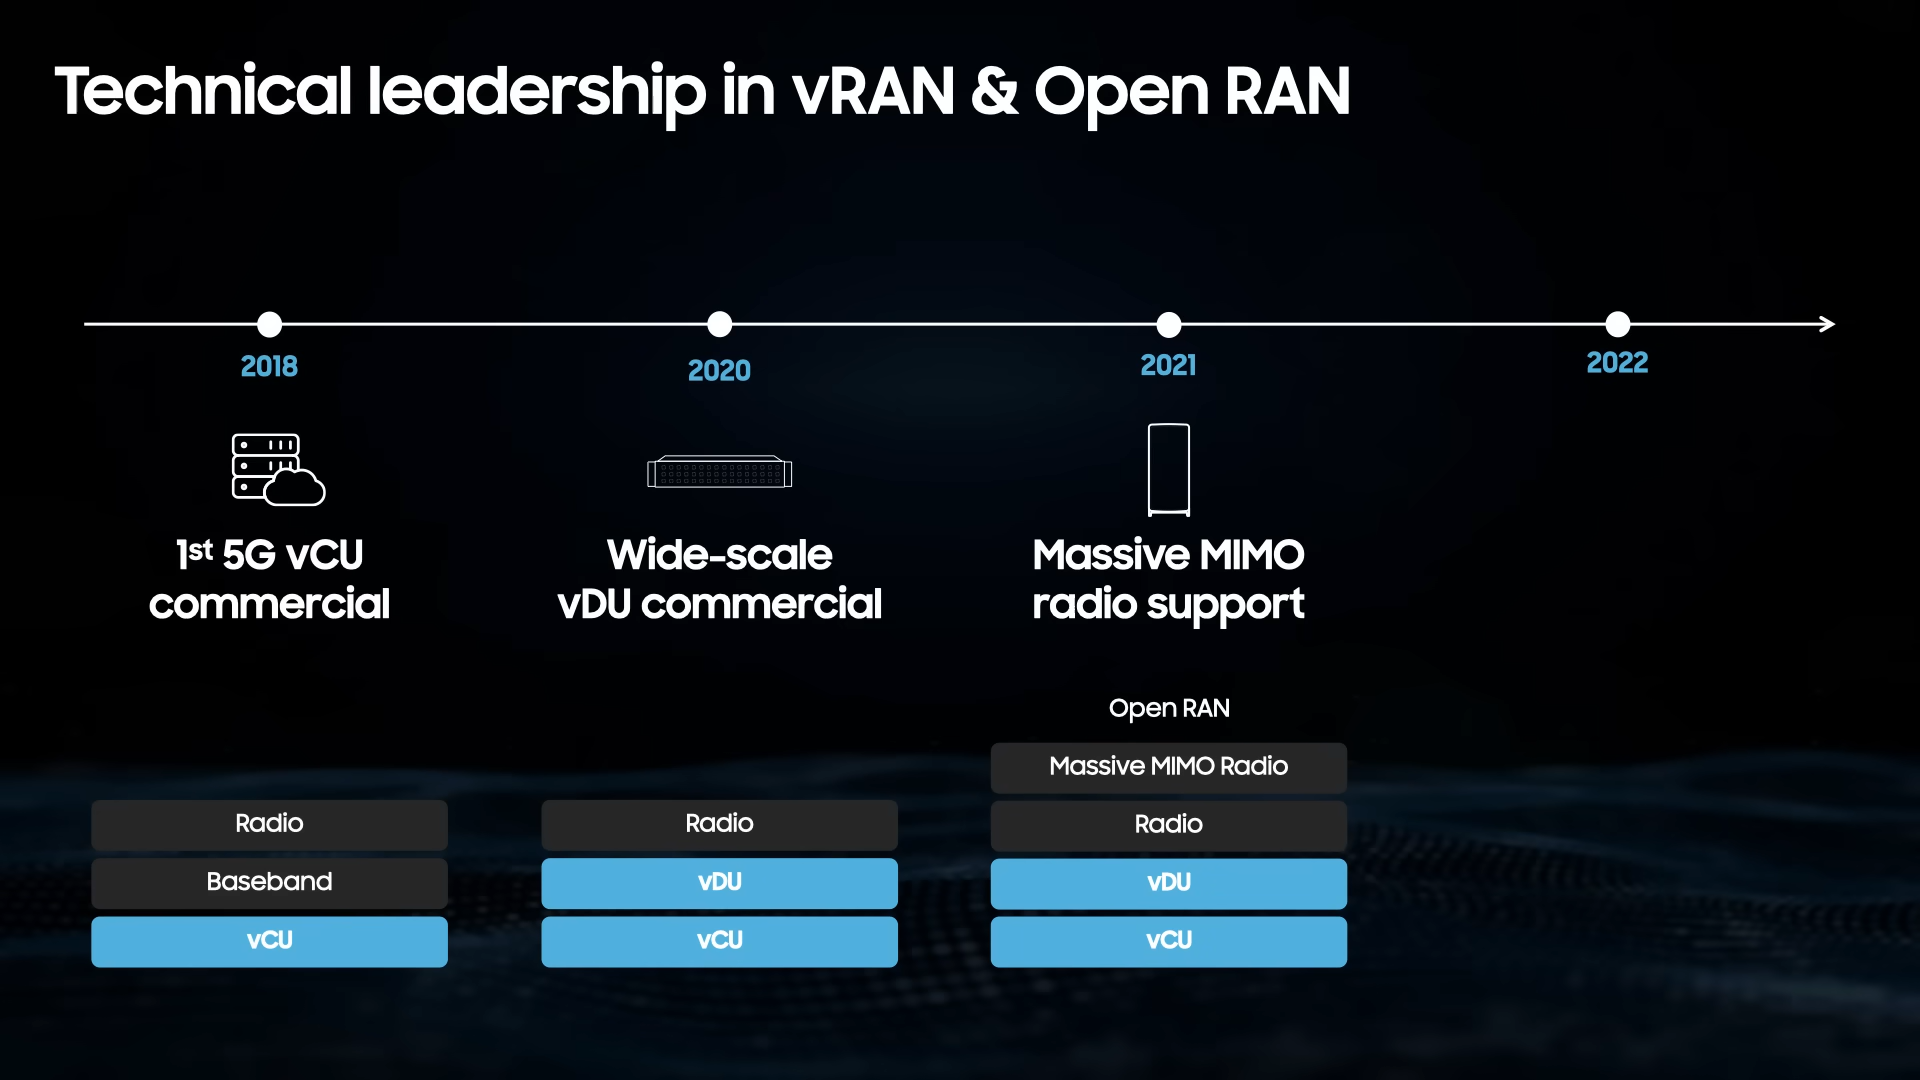 Technical leadership in vRAN & Open RAN
2018
2020
2021
2022
1st 5G vCU
commercial
Wide-scale
vDU commercial
Massive MIMO
radio support
Radio
Baseband
vCU
Radio
vDU
vCU
Open RAN
Massive MIMO Radio
Radio
vDU
vCU